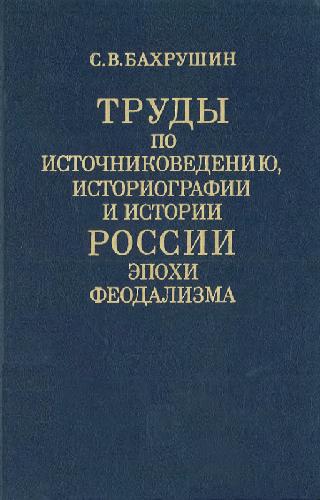 С.В.БАХРУШИН
ТРУДЫ
ПО
ИСТОЧНИКОВЕДЕНИЮ,
ИСТОРИОГРАФИИ
И ИСТОРИИ
РОССИИ
ЭПОХИ
ФЕОДАЛИЗМА